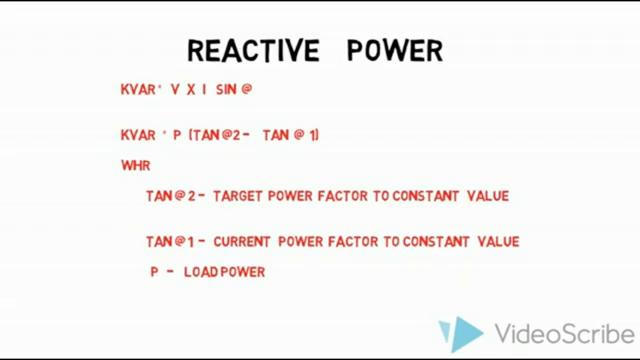 REACTIVE POWER
KVAR= V X I SIN @
KVAR = P (TAN@2- TAN @ 1)
WHR
TAN@2- TARGET POWER FACTOR TO CONSTANT VALUE
TAN@1- CURRENT POWER FACTOR TO CONSTANT VALUE
P - LOAD POWER
VideoScribe